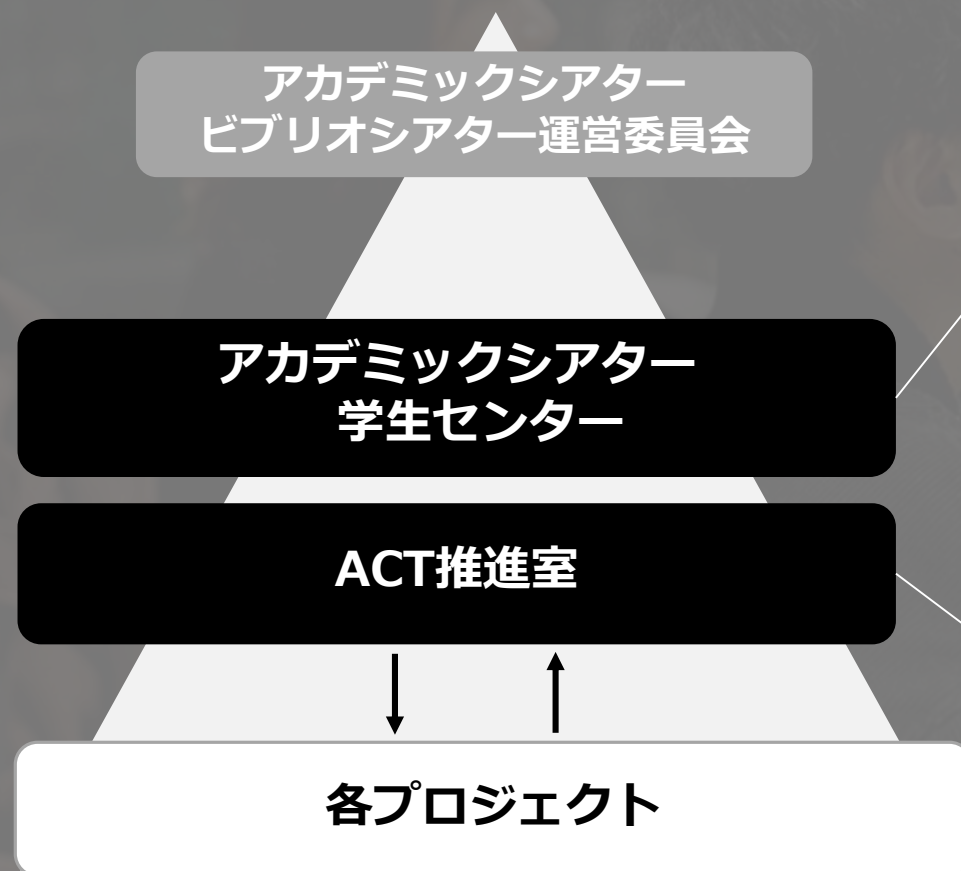 アカデミックシアター
ビブリオシアター運営委員会
アカデミックシアター
学生センター
ACT推進室
各プロジェクト